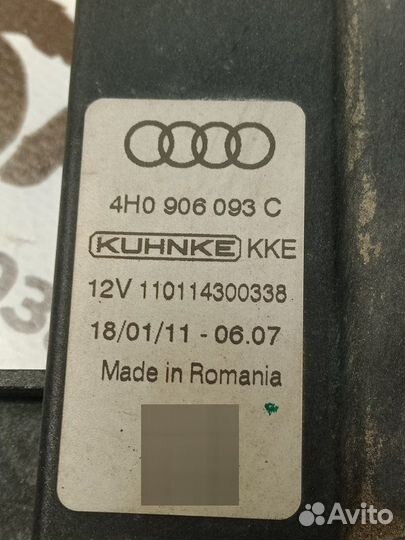 4H0 906 093 C
KUHNKE KKE
12V 110114300338
18/01/11 - 06.07
Made in Romania
Avito